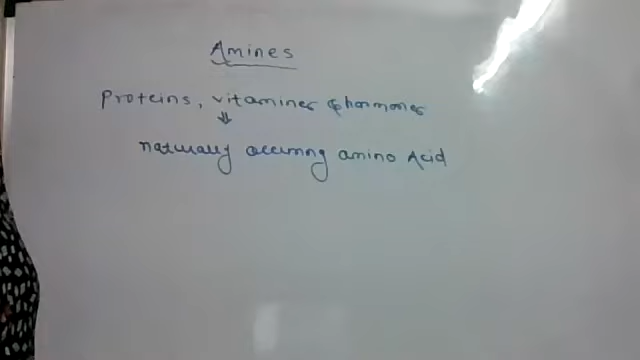 Amines
Proteins, vitamines & hormones
⇓
naturally occurring amino Acid